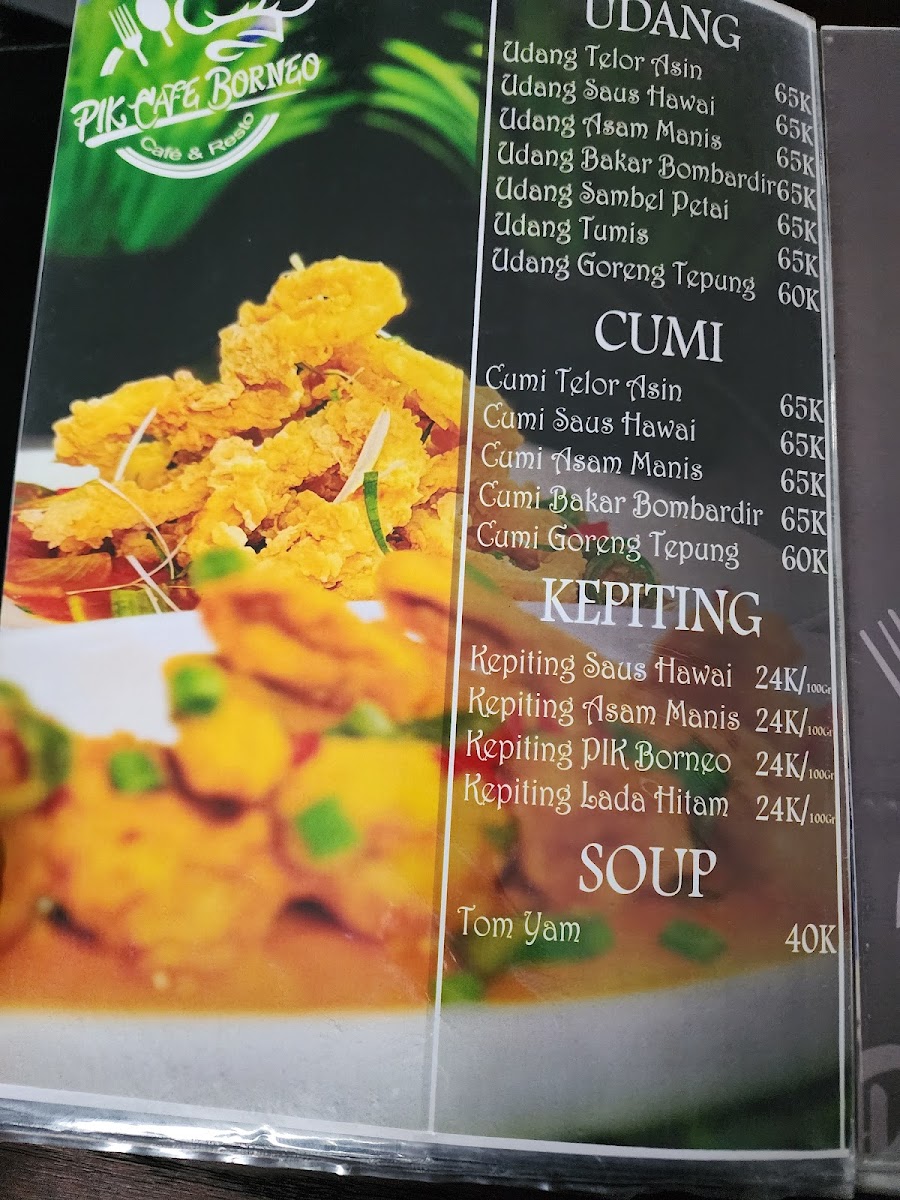 PIK CAFE BORNEO
Cafe & Resto
UDANG
Udang Telor Asin 65K
Udang Saus Hawai 65K
Udang Asam Manis 65K
Udang Bakar Bombardir 65K
Udang Sambel Petai 65K
Udang Tumis 65K
Udang Goreng Tepung 60K
CUMI
Cumi Telor Asin 65K
Cumi Saus Hawai 65K
Cumi Asam Manis 65K
Cumi Bakar Bombardir 65K
Cumi Goreng Tepung 60K
KEPITING
Kepiting Saus Hawai 24K/100Gr
Kepiting Asam Manis 24K/100Gr
Kepiting PIK Borneo 24K/100Gr
Kepiting Lada Hitam 24K/100Gr
SOUP
Tom Yam 40K